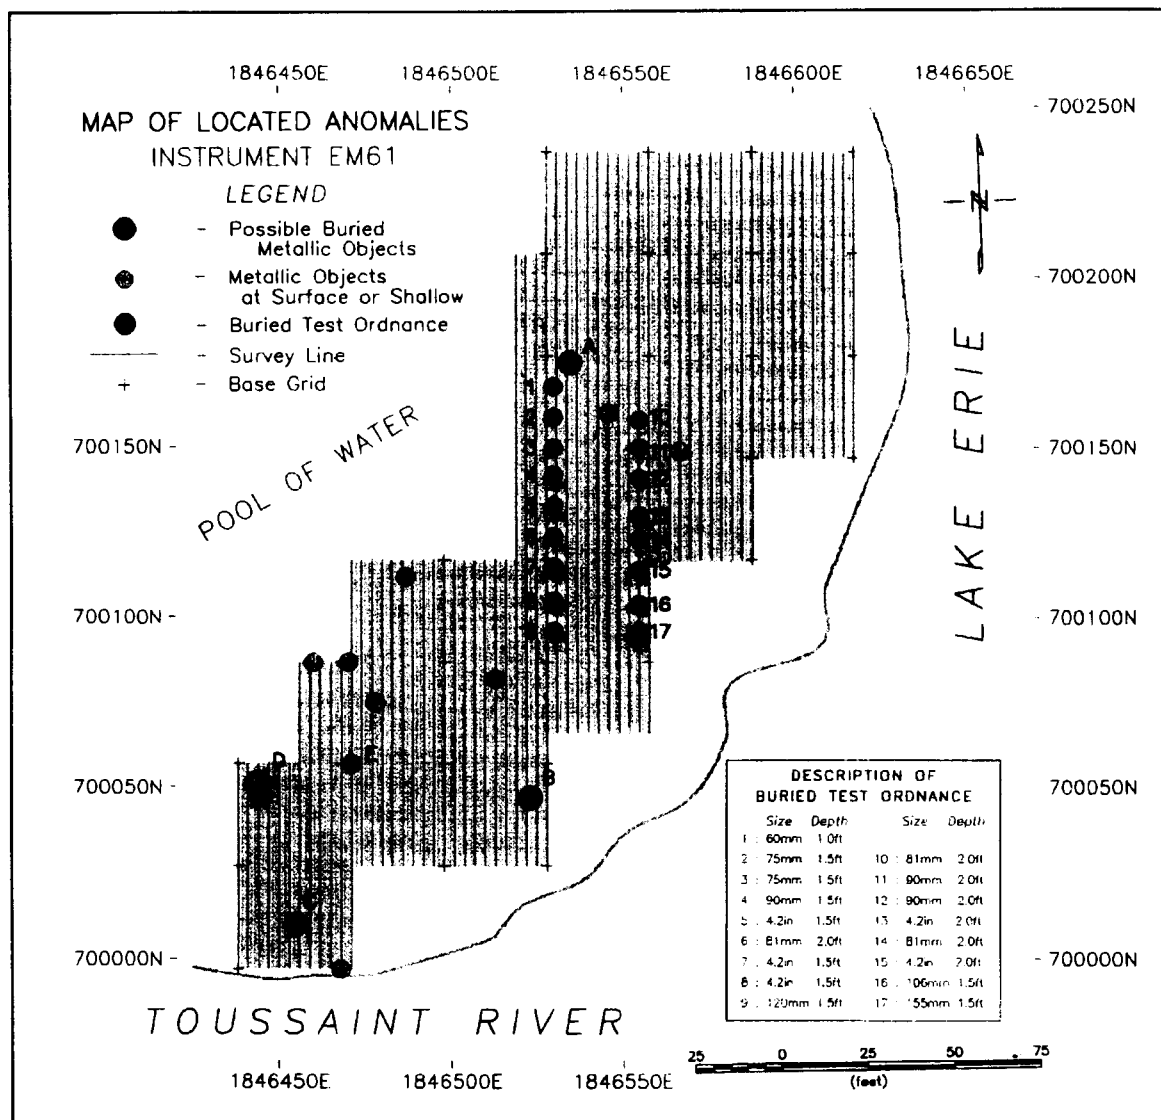 1846450E 1846500E 1846550E 1846600E 1846650E
700250N
MAP OF LOCATED ANOMALIES
INSTRUMENT EM61
LEGEND
- Possible Buried
Metallic Objects
- Metallic Objects
at Surface or Shallow
- Buried Test Ordnance
- Survey Line
+ - Base Grid
N
700200N
A
LAKE ERIE
POOL OF WATER
700150N - - 700150N
700100N - - 700100N
15
16
17
D
E
B
700050N - - 700050N
700000N - - 700000N
DESCRIPTION OF
BURIED TEST ORDNANCE
Size Depth Size Depth
1 : 60mm 1.0ft
2 : 75mm 1.5ft 10 : 81mm 2.0ft
3 : 75mm 1.5ft 11 : 90mm 2.0ft
4 90mm 1.5ft 12 : 90mm 2.0ft
5 : 4.2in 1.5ft 13 4.2in 2.0ft
6 : 81mm 2.0ft 14 : 81mm 2.0ft
7 : 4.2in 1.5ft 15 : 4.2in 2.0ft
8 : 4.2in 1.5ft 16 : 106mm 1.5ft
9 : 120mm 1.5ft 17 : 155mm 1.5ft
TOUSSAINT RIVER
25 0 25 50 75
(feet)
1846450E 1846500E 1846550E